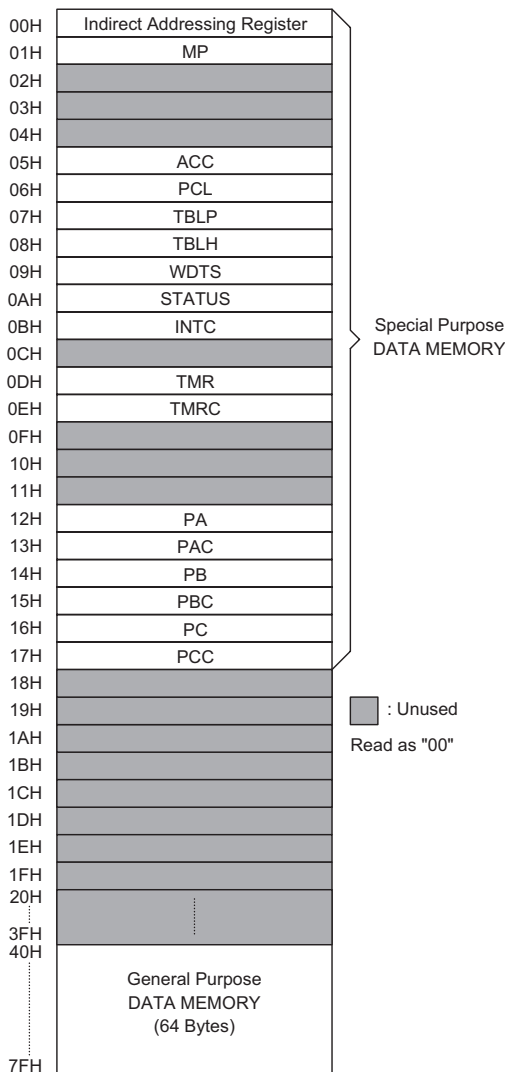 00H Indirect Addressing Register
01H MP
02H
03H
04H
05H ACC
06H PCL
07H TBLP
08H TBLH
09H WDTS
0AH STATUS
0BH INTC
Special Purpose
DATA MEMORY
0CH
0DH TMR
0EH TMRC
0FH
10H
11H
12H PA
13H PAC
14H PB
15H PBC
16H PC
17H PCC
18H
19H
: Unused
1AH
Read as "00"
1BH
1CH
1DH
1EH
1FH
20H
3FH
40H
General Purpose
DATA MEMORY
(64 Bytes)
7FH